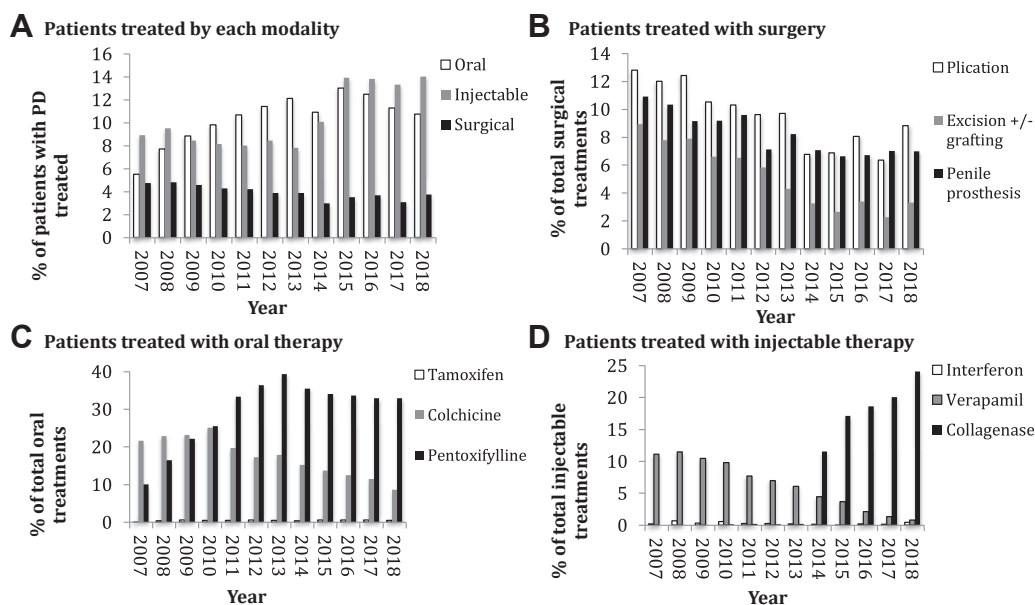 A Patients treated by each modality
% of patients with PD
treated
16
14
12
10
8
6
4
2
0
Oral
Injectable
Surgical
2007
2008
2009
2010
2011
2012
2013
2014
2015
2016
2017
2018
Year
B Patients treated with surgery
% of total surgical
treatments
14
12
10
8
6
4
2
0
Plication
Excision +/-
grafting
Penile
prosthesis
2007
2008
2009
2010
2011
2012
2013
2014
2015
2016
2017
2018
Year
C Patients treated with oral therapy
% of total oral
treatments
40
30
20
10
0
Tamoxifen
Colchicine
Pentoxifylline
2007
2008
2009
2010
2011
2012
2013
2014
2015
2016
2017
2018
Year
D Patients treated with injectable therapy
% of total injectable
treatments
25
20
15
10
5
0
Interferon
Verapamil
Collagenase
2007
2008
2009
2010
2011
2012
2013
2014
2015
2016
2017
2018
Year